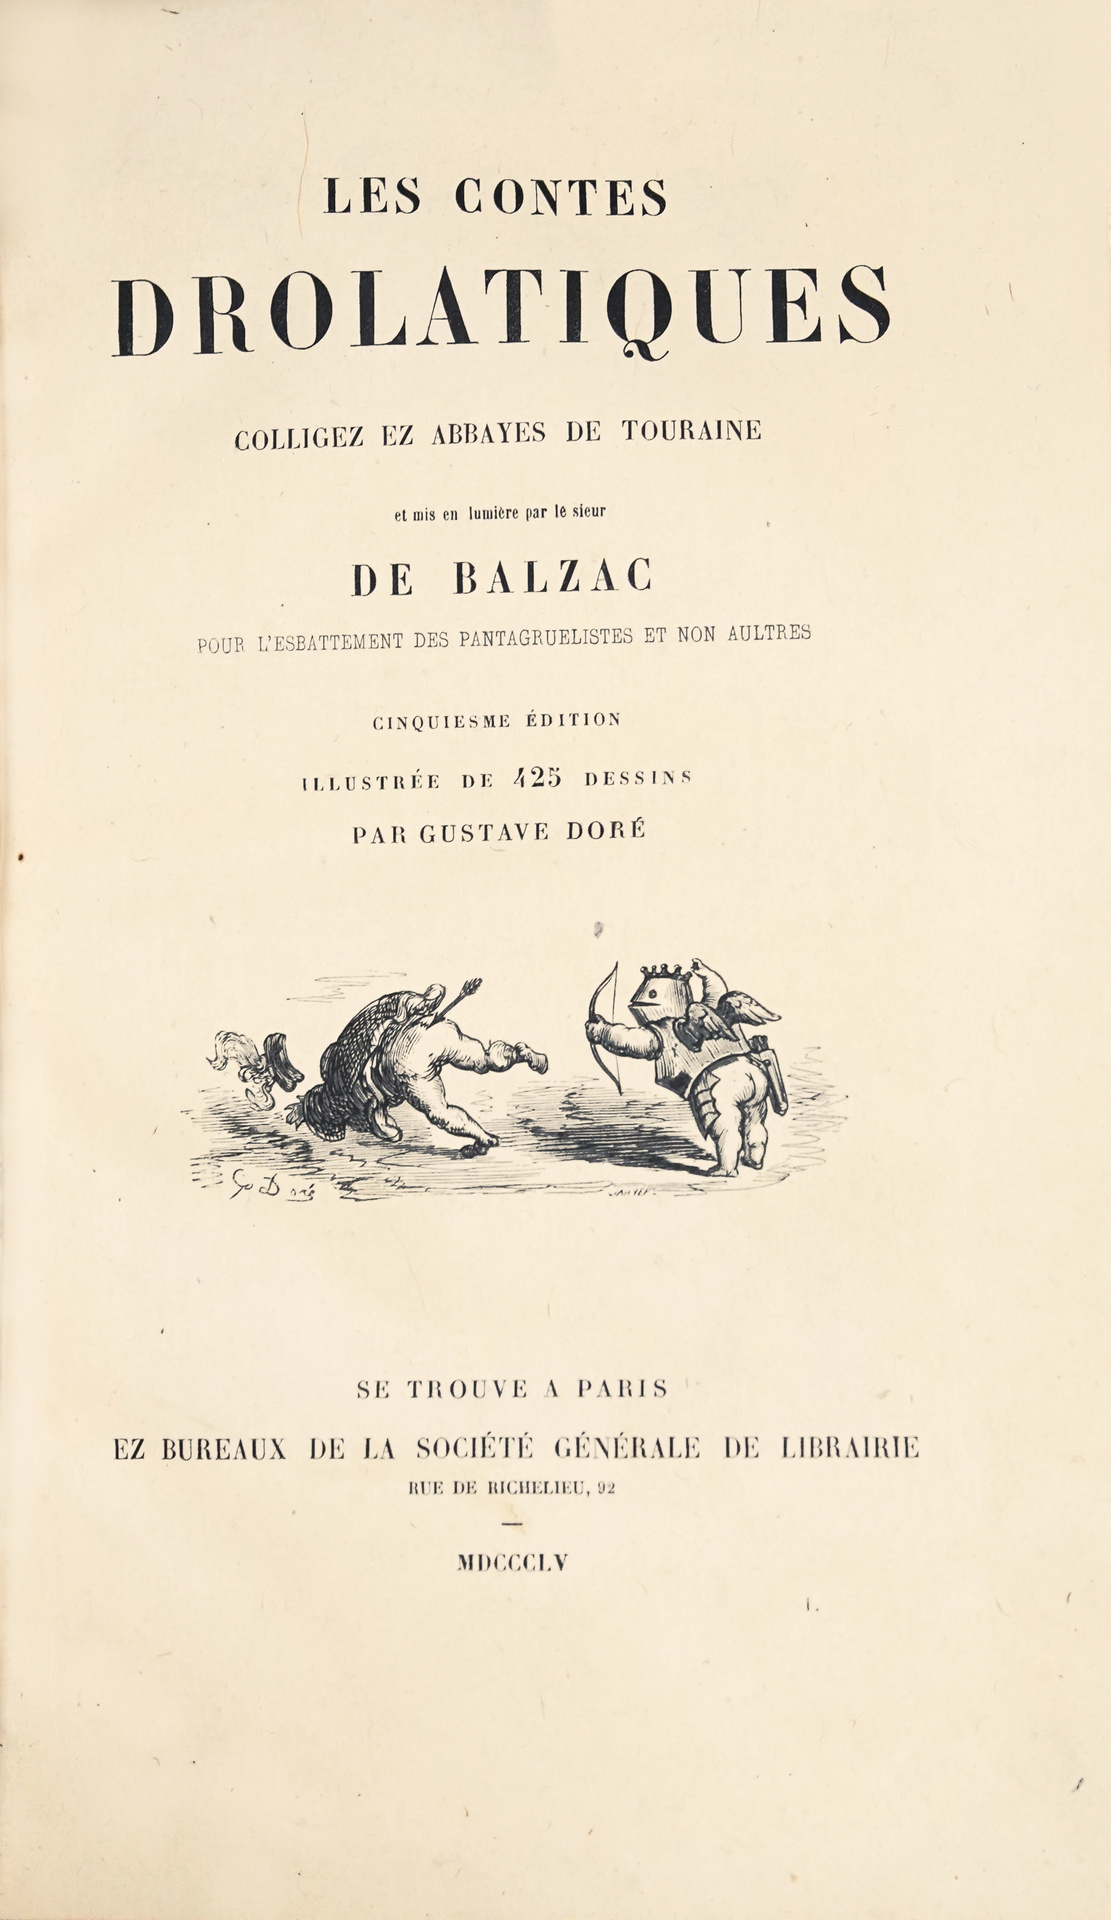 LES CONTES
DROLATIQUES
COLLIGEZ EZ ABBAYES DE TOURAINE
et mis en lumière par le sieur
DE BALZAC
POUR L'ESBATTEMENT DES PANTAGRUELISTES ET NON AULTRES
CINQUIESME ÉDITION
ILLUSTRÉE DE 425 DESSINS
PAR GUSTAVE DORÉ
G Doré
SE TROUVE A PARIS
EZ BUREAUX DE LA SOCIÉTÉ GÉNÉRALE DE LIBRAIRIE
RUE DE RICHELIEU, 92
—
MDCCCLV